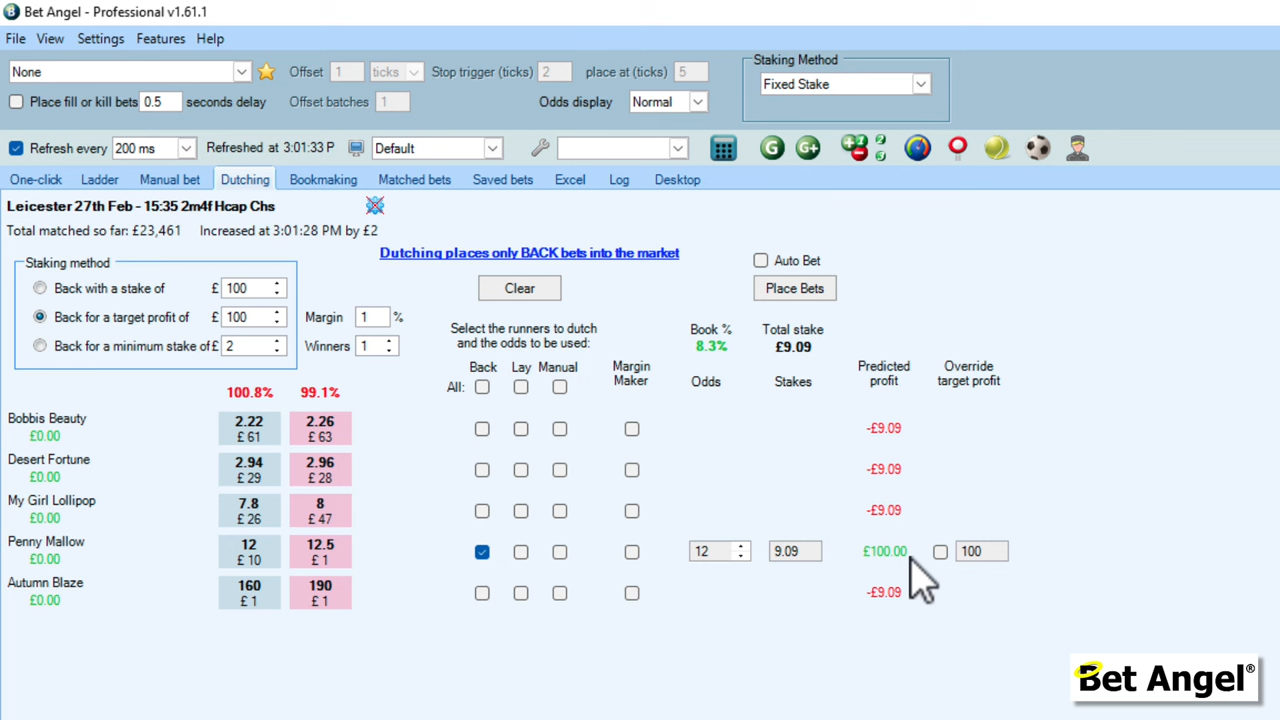 Bet Angel - Professional v1.61.1
File View Settings Features Help
None Offset 1 ticks Stop trigger (ticks) 2 place at (ticks) 5 Staking Method
Fixed Stake
Place fill or kill bets 0.5 seconds delay Offset batches 1 Odds display Normal
Refresh every 200 ms Refreshed at 3:01:33 P Default
G G+
One-click Ladder Manual bet Dutching Bookmaking Matched bets Saved bets Excel Log Desktop
Leicester 27th Feb - 15:35 2m4f Hcap Chs
Total matched so far: £23,461 Increased at 3:01:28 PM by £2
Dutching places only BACK bets into the market
Staking method Auto Bet
Back with a stake of £ 100 Clear Place Bets
Back for a target profit of £ 100 Margin 1 %
Back for a minimum stake of £ 2 Winners 1
Select the runners to dutch
and the odds to be used:
Book % Total stake
8.3% £9.09
Back Lay Manual Margin Maker Odds Stakes Predicted profit Override target profit
All:
100.8% 99.1%
Bobbis Beauty 2.22 2.26
£0.00 £ 61 £ 63 -£9.09
Desert Fortune 2.94 2.96
£0.00 £ 29 £ 28 -£9.09
My Girl Lollipop 7.8 8
£0.00 £ 26 £ 47 -£9.09
Penny Mallow 12 12.5 12 9.09 £100.00 100
£0.00 £ 10 £ 1
Autumn Blaze 160 190
£0.00 £ 1 £ 1 -£9.09
Bet Angel®